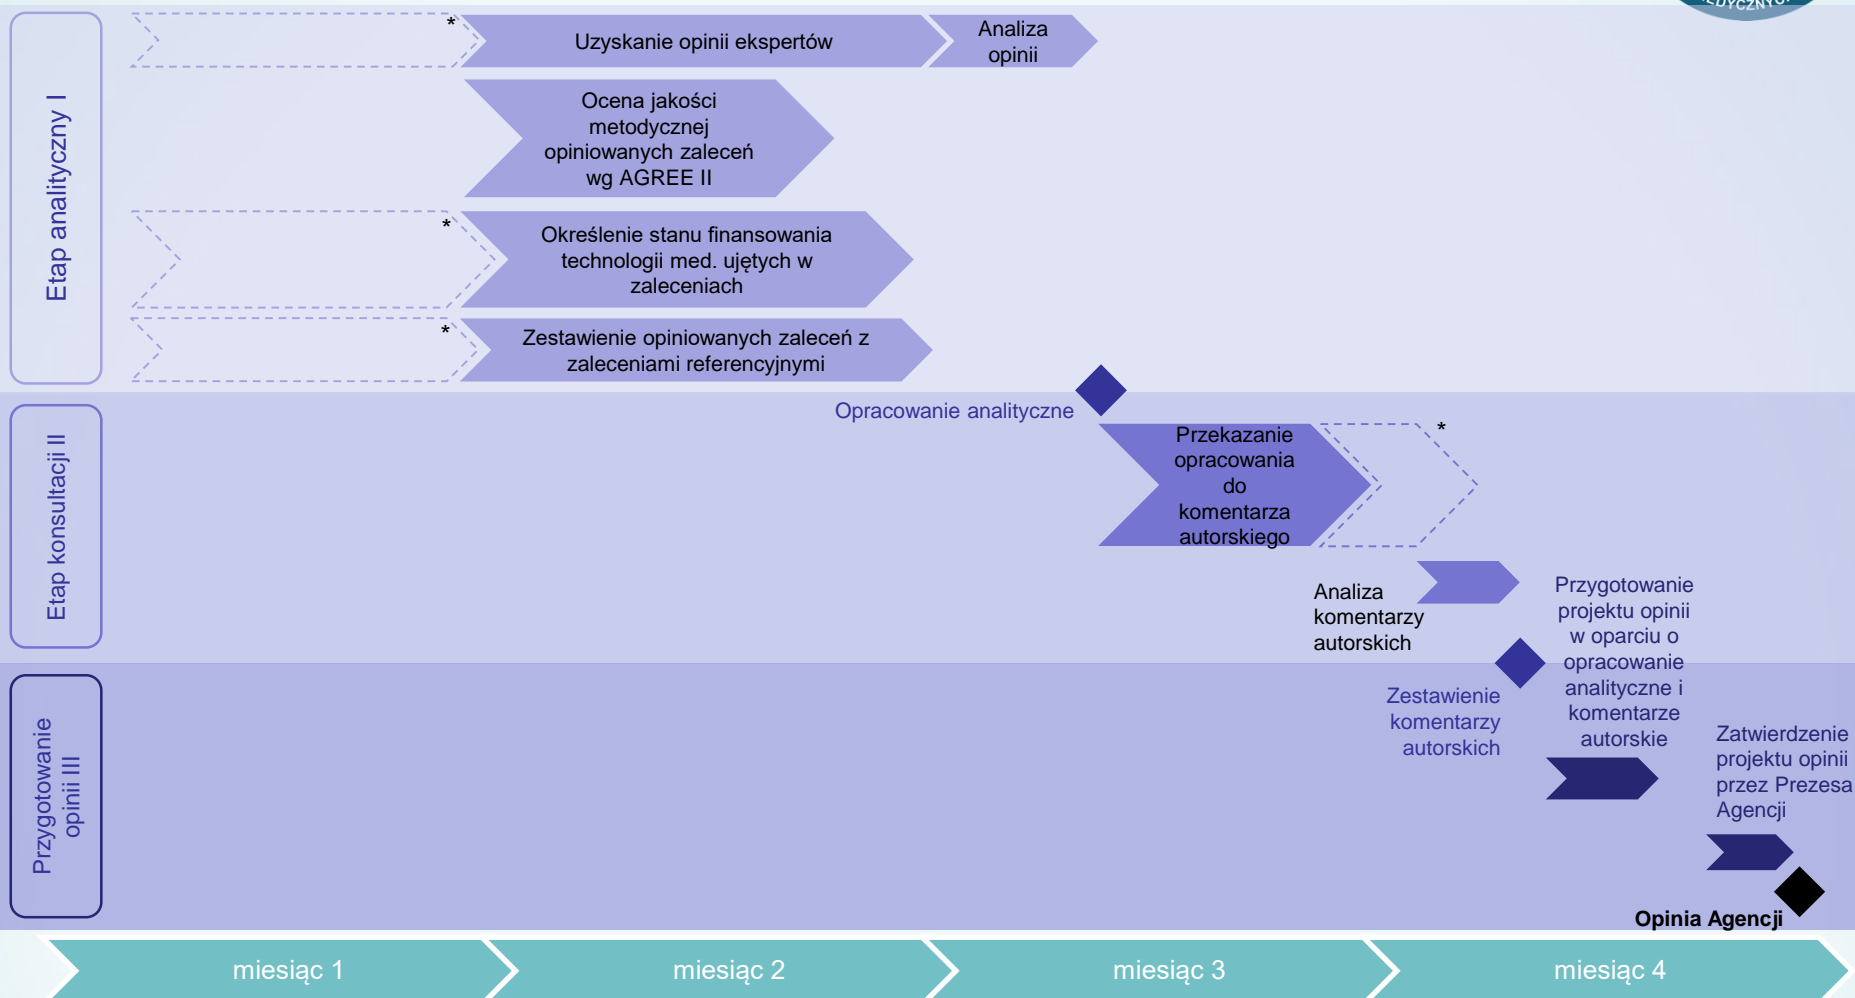 EDYCZNYCH
Etap analityczny I
*
Uzyskanie opinii ekspertów
Analiza
opinii
Ocena jakości
metodycznej
opiniowanych zaleceń
wg AGREE II
*
Określenie stanu finansowania
technologii med. ujętych w
zaleceniach
*
Zestawienie opiniowanych zaleceń z
zaleceniami referencyjnymi
Etap konsultacji II
Opracowanie analityczne
Przekazanie
opracowania
do
komentarza
autorskiego
*
Analiza
komentarzy
autorskich
Zestawienie
komentarzy
autorskich
Przygotowanie
projektu opinii
w oparciu o
opracowanie
analityczne i
komentarze
autorskie
Przygotowanie
opinii III
Zatwierdzenie
projektu opinii
przez Prezesa
Agencji
Opinia Agencji
miesiąc 1
miesiąc 2
miesiąc 3
miesiąc 4